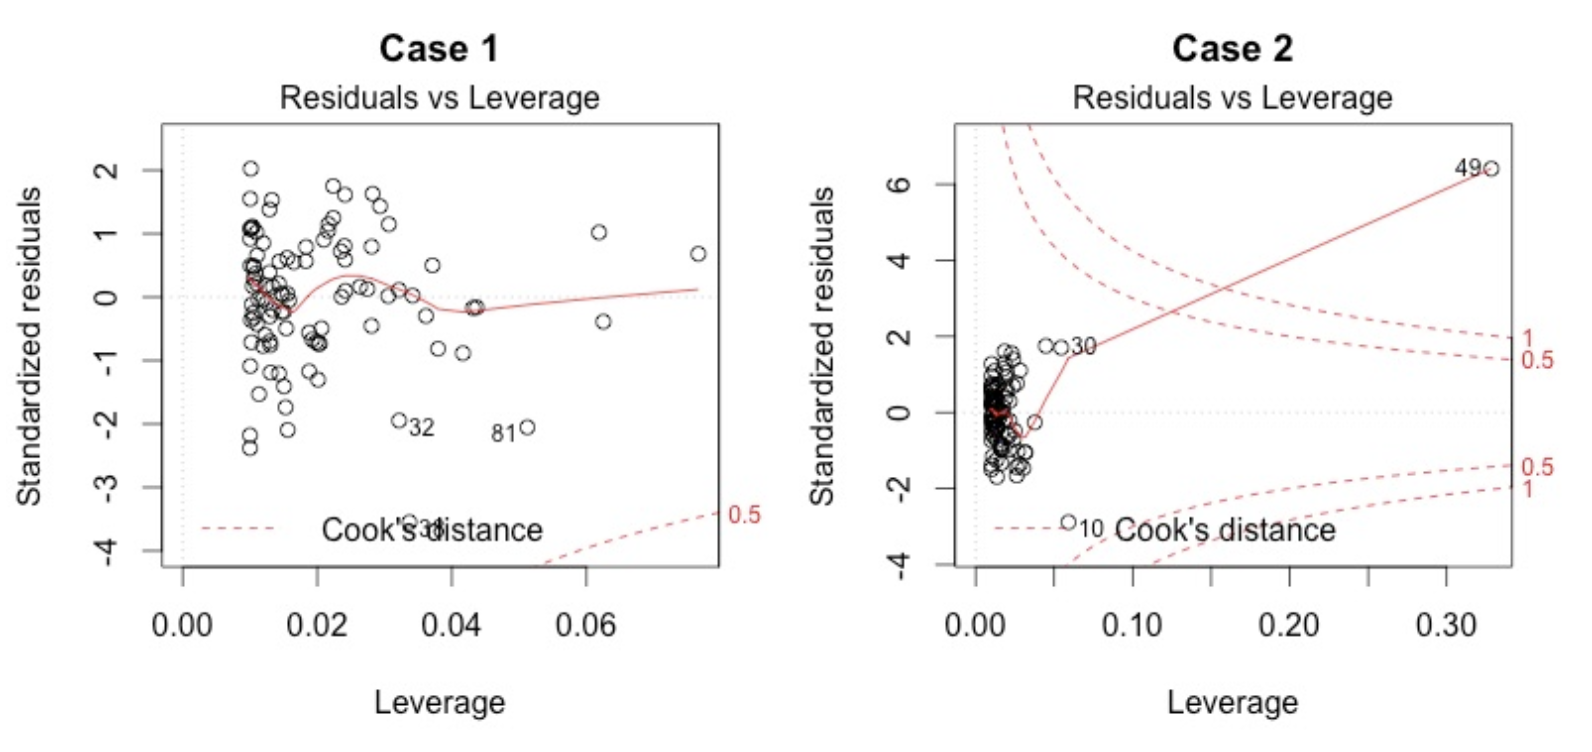 Case 1
Residuals vs Leverage
Standardized residuals
2
1
0
-1
-2
-3
-4
32
81
Cook's distance
0.5
0.00 0.02 0.04 0.06
Leverage
Case 2
Residuals vs Leverage
Standardized residuals
6
4
2
0
-2
-4
49
30
10
Cook's distance
1
0.5
0.5
1
0.00 0.10 0.20 0.30
Leverage